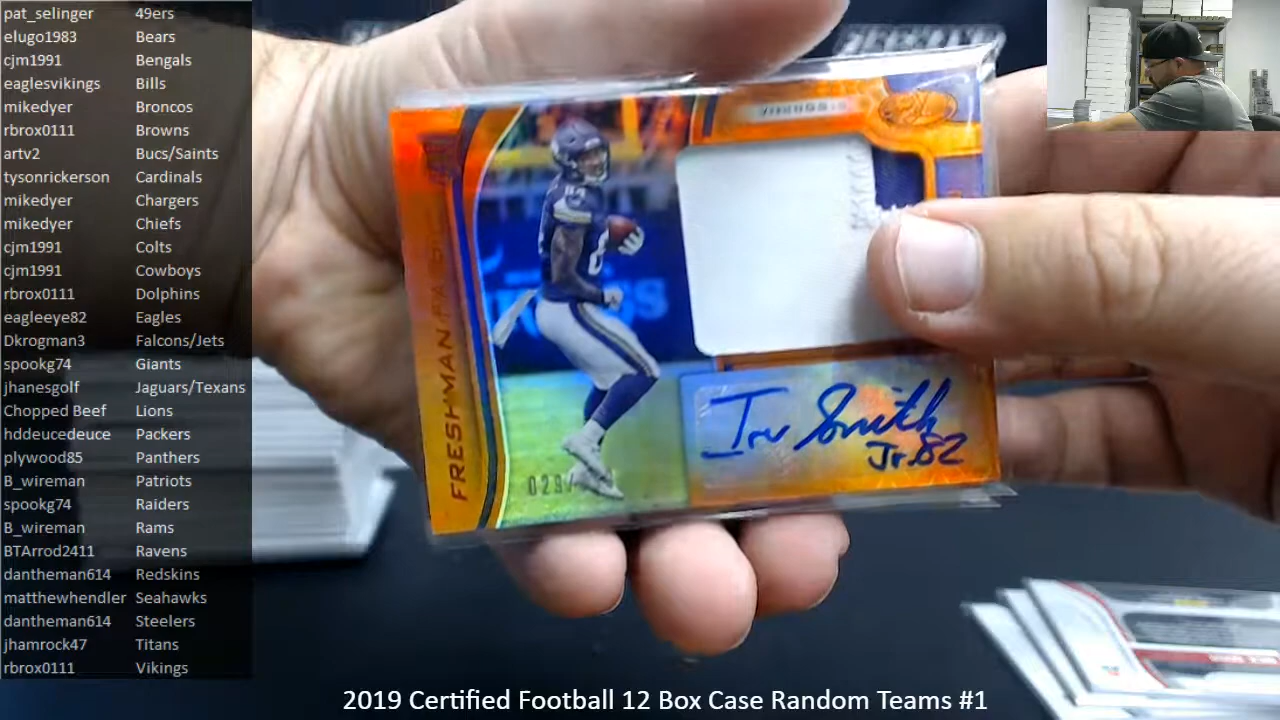 pat_selinger 49ers
elugo1983 Bears
cjm1991 Bengals
eaglesvikings Bills
mikedyer Broncos
rbrox0111 Browns
artv2 Bucs/Saints
tysonrickerson Cardinals
mikedyer Chargers
mikedyer Chiefs
cjm1991 Colts
cjm1991 Cowboys
rbrox0111 Dolphins
eagleeye82 Eagles
Dkrogman3 Falcons/Jets
spookg74 Giants
jhanesgolf Jaguars/Texans
Chopped Beef Lions
hddeucedeuce Packers
plywood85 Panthers
B_wireman Patriots
spookg74 Raiders
B_wireman Rams
BTArrod2411 Ravens
dantheman614 Redskins
matthewhendler Seahawks
dantheman614 Steelers
jhamrock47 Titans
rbrox0111 Vikings
FRESHMAN
Irv Smith
Jr. 82
2019 Certified Football 12 Box Case Random Teams #1